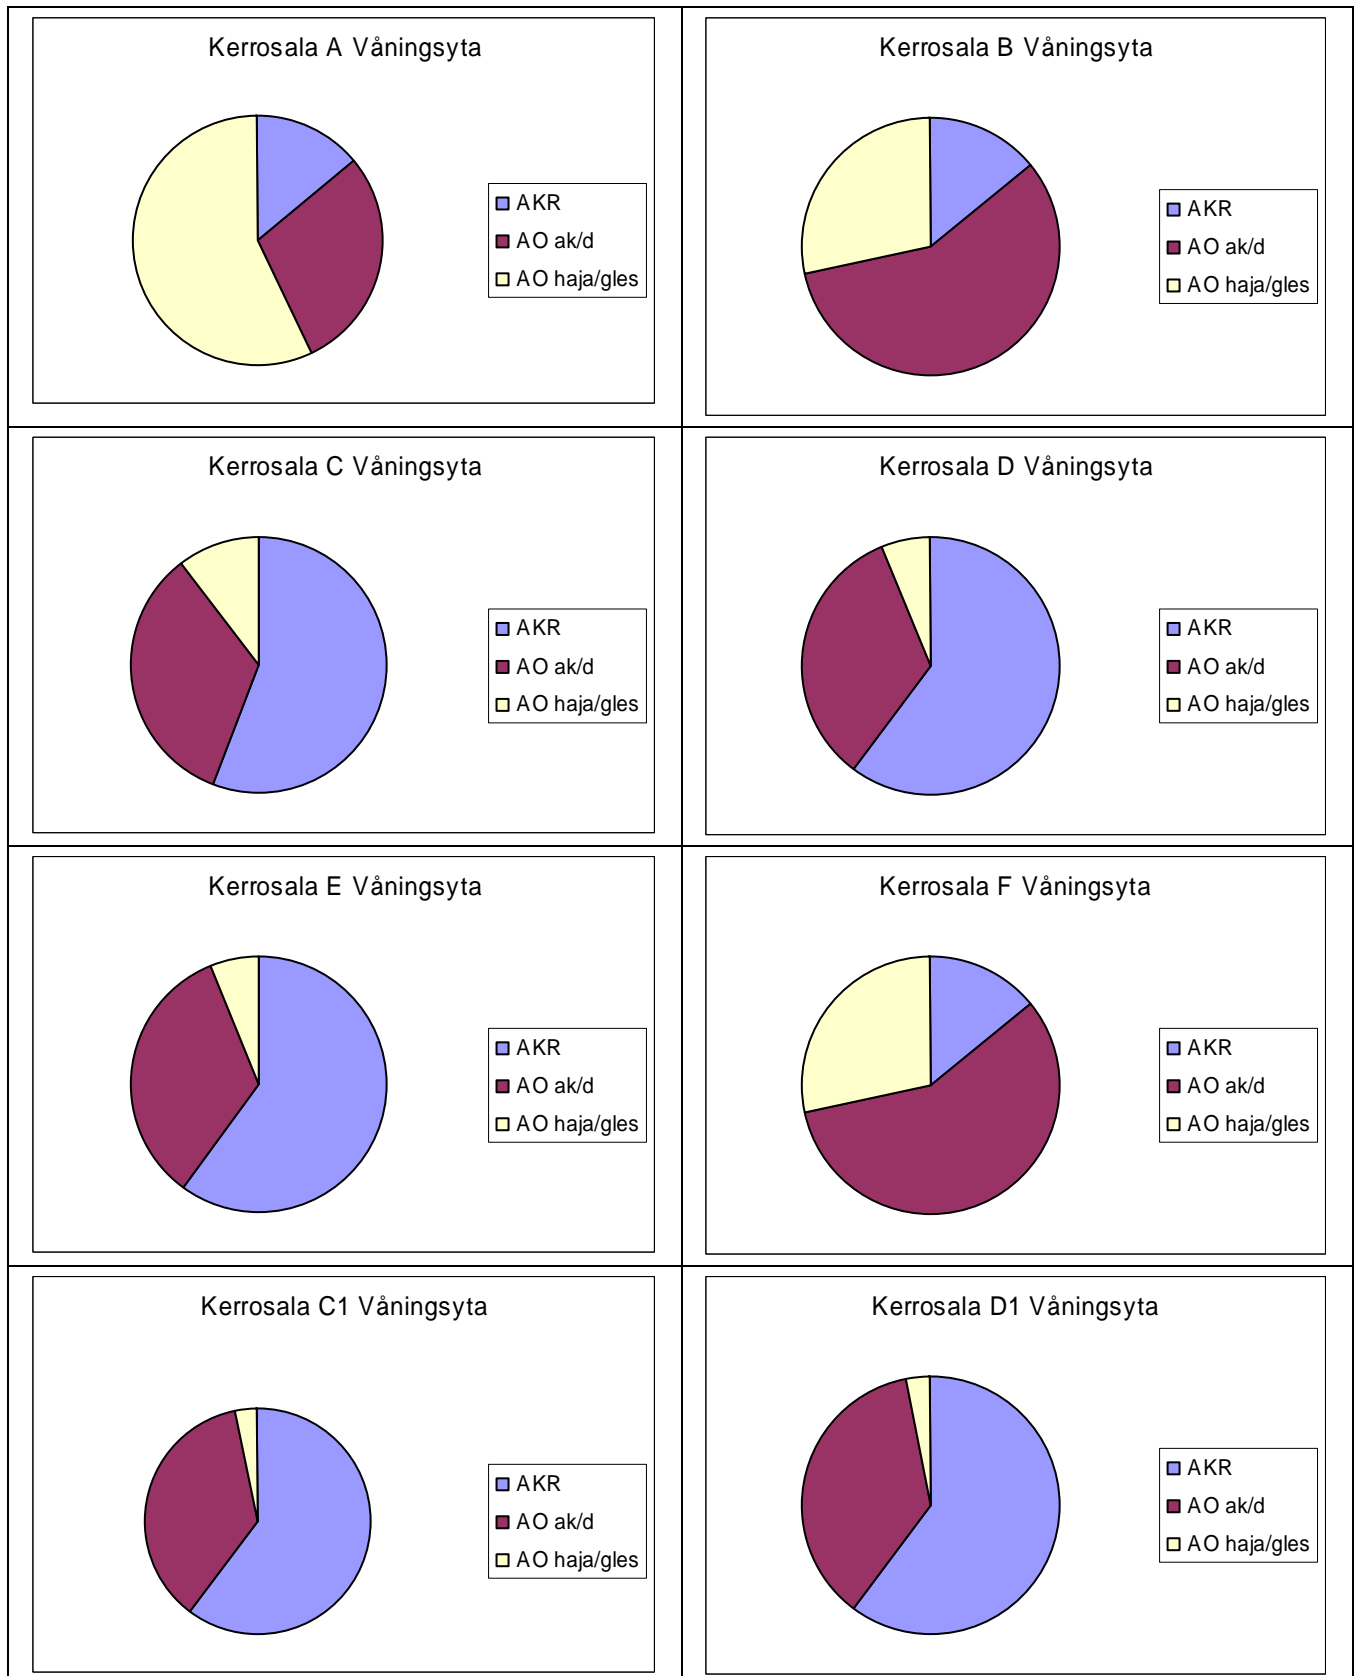 Kerrosala A Våningsyta
AKR
AO ak/d
AO haja/gles
Kerrosala B Våningsyta
AKR
AO ak/d
AO haja/gles
Kerrosala C Våningsyta
AKR
AO ak/d
AO haja/gles
Kerrosala D Våningsyta
AKR
AO ak/d
AO haja/gles
Kerrosala E Våningsyta
AKR
AO ak/d
AO haja/gles
Kerrosala F Våningsyta
AKR
AO ak/d
AO haja/gles
Kerrosala C1 Våningsyta
AKR
AO ak/d
AO haja/gles
Kerrosala D1 Våningsyta
AKR
AO ak/d
AO haja/gles